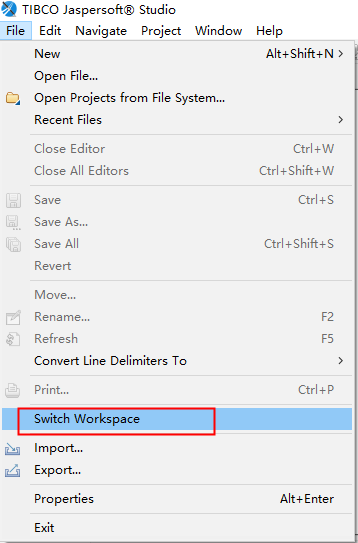 TIBCO Jaspersoft® Studio
File Edit Navigate Project Window Help
New Alt+Shift+N
Open File...
Open Projects from File System...
Recent Files
Close Editor Ctrl+W
Close All Editors Ctrl+Shift+W
Save Ctrl+S
Save As...
Save All Ctrl+Shift+S
Revert
Move...
Rename... F2
Refresh F5
Convert Line Delimiters To
Print... Ctrl+P
Switch Workspace
Import...
Export...
Properties Alt+Enter
Exit